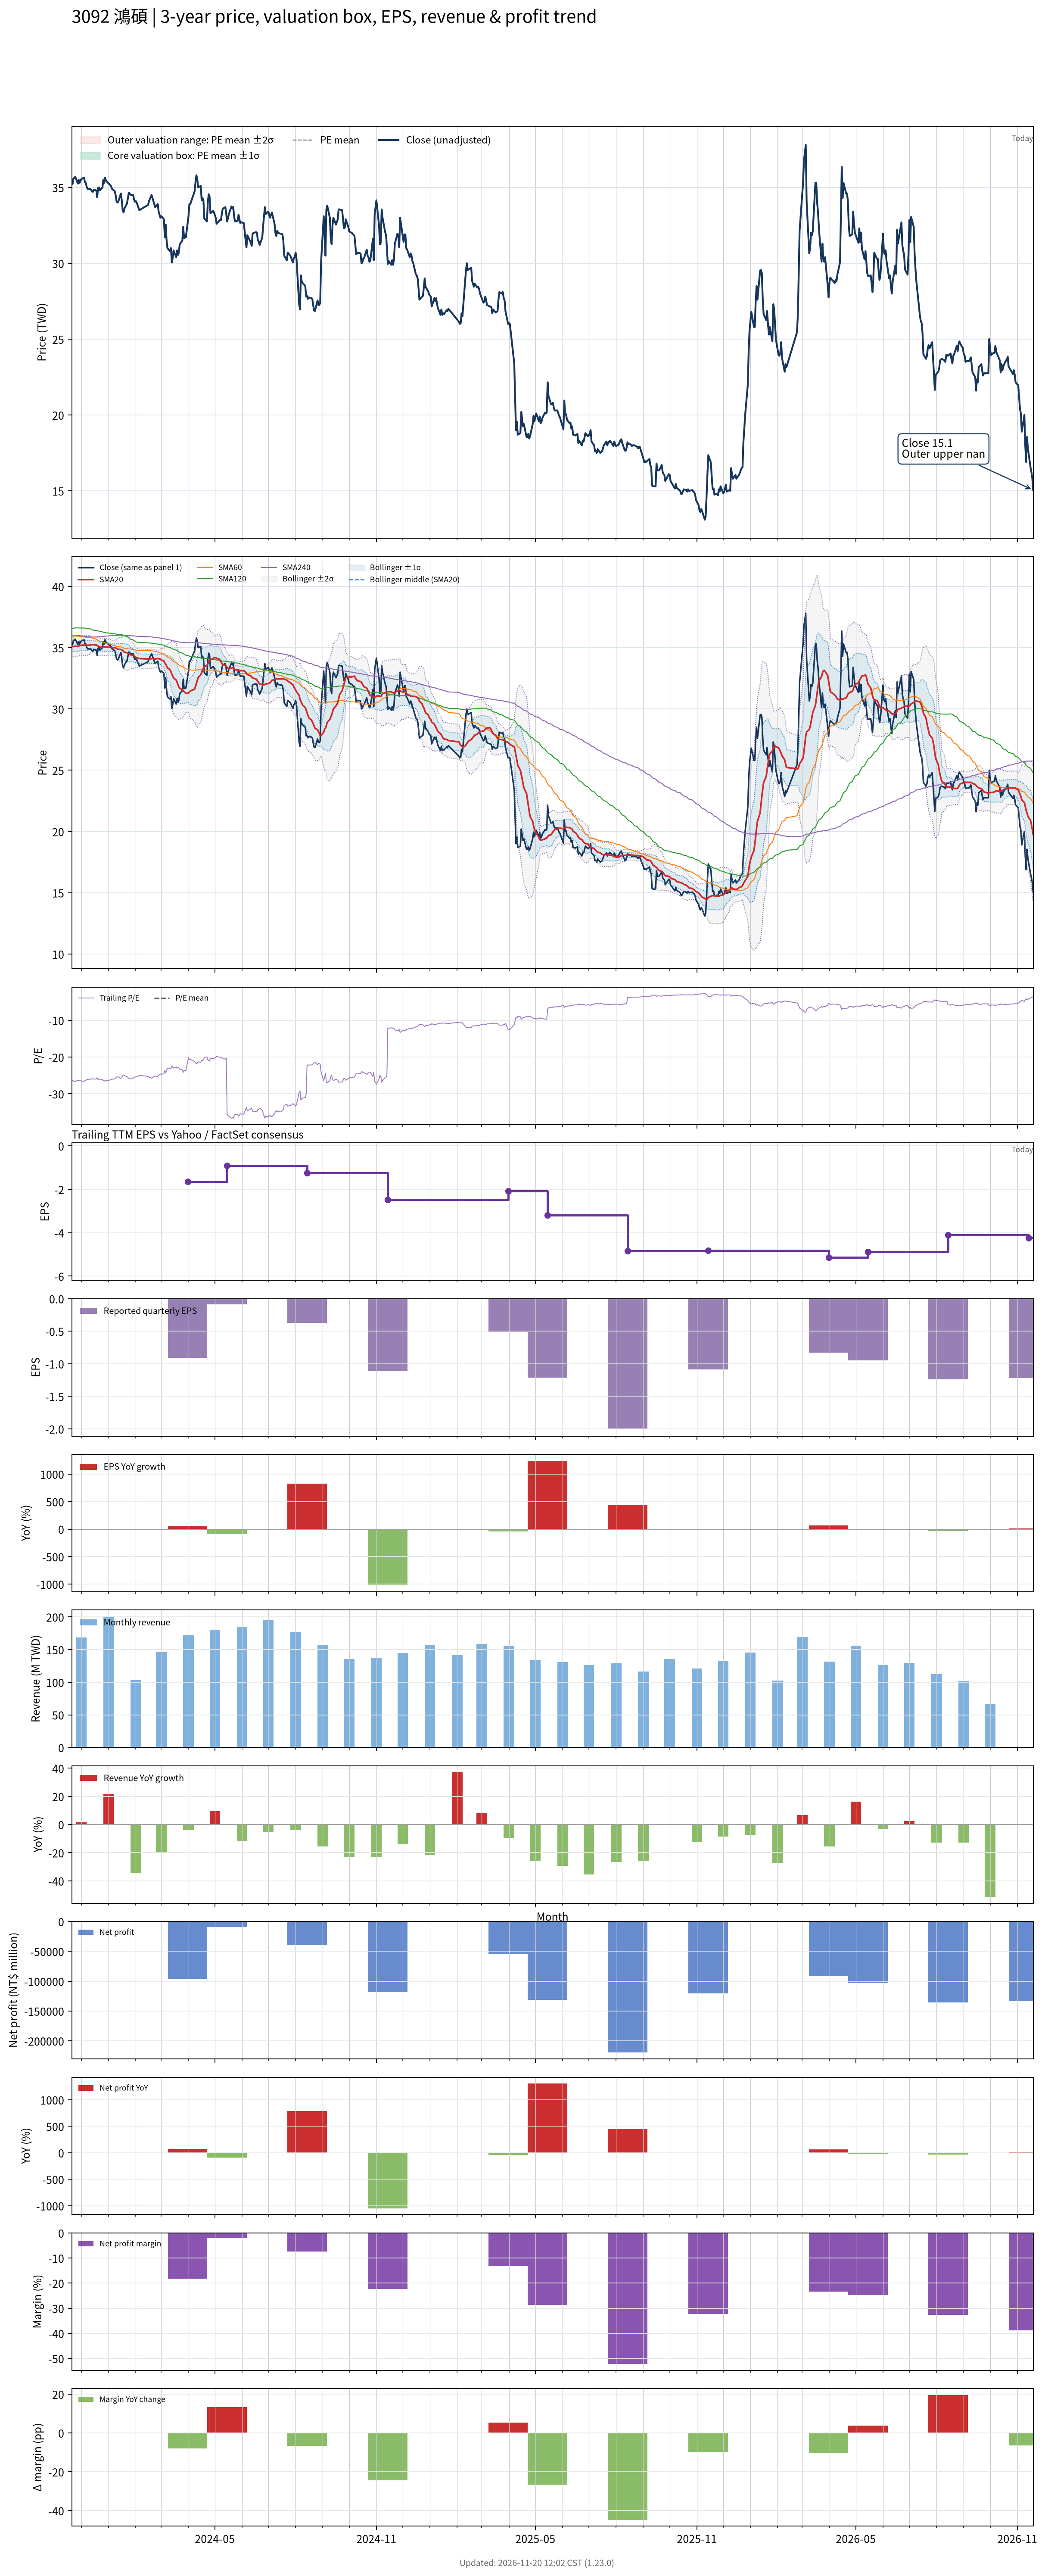 3092 鴻碩 | 3-year price, valuation box, EPS, revenue & profit trend
Outer valuation range: PE mean ±2σ
PE mean
Close (unadjusted)
Core valuation box: PE mean ±1σ
Today
35
30
25
20
15
Price (TWD)
Close 15.1
Outer upper nan
Close (same as panel 1)
SMA60
SMA240
Bollinger ±1σ
SMA20
SMA120
Bollinger ±2σ
Bollinger middle (SMA20)
40
35
30
25
20
15
10
Price
Trailing P/E
P/E mean
-10
-20
-30
P/E
Trailing TTM EPS vs Yahoo / FactSet consensus
Today
0
-2
-4
-6
EPS
Reported quarterly EPS
0.0
-0.5
-1.0
-1.5
-2.0
EPS
EPS YoY growth
1000
500
0
-500
-1000
YoY (%)
Monthly revenue
200
150
100
50
0
Revenue (M TWD)
Revenue YoY growth
40
20
0
-20
-40
YoY (%)
Month
Net profit
0
-50000
-100000
-150000
-200000
Net profit (NT$ million)
Net profit YoY
1000
500
0
-500
-1000
YoY (%)
Net profit margin
0
-10
-20
-30
-40
-50
Margin (%)
Margin YoY change
20
0
-20
-40
Δ margin (pp)
2024-05
2024-11
2025-05
2025-11
2026-05
2026-11
Updated: 2026-11-20 12:02 CST (1.23.0)